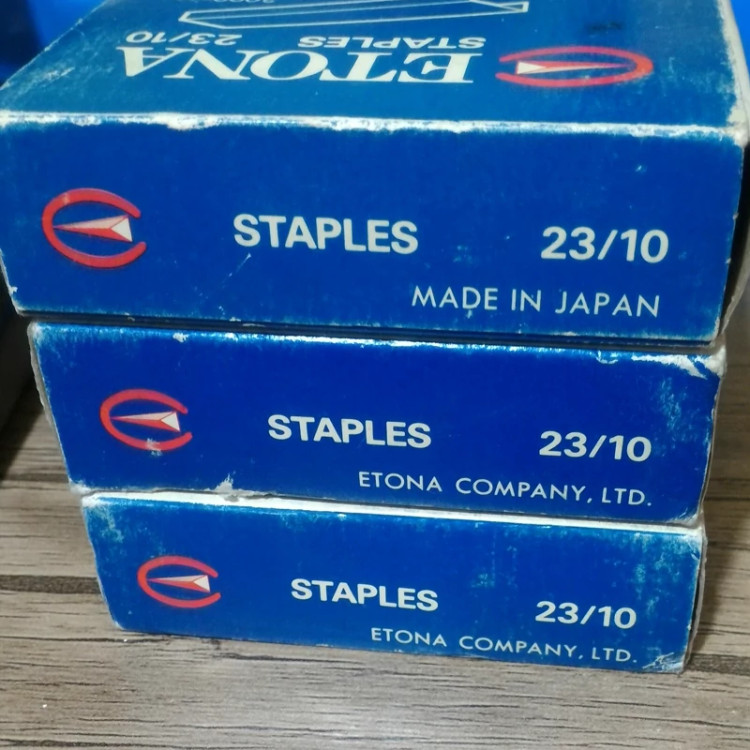 ETONA
STAPLES 23/10
STAPLES 23/10
MADE IN JAPAN
STAPLES 23/10
ETONA COMPANY, LTD.
STAPLES 23/10
ETONA COMPANY, LTD.